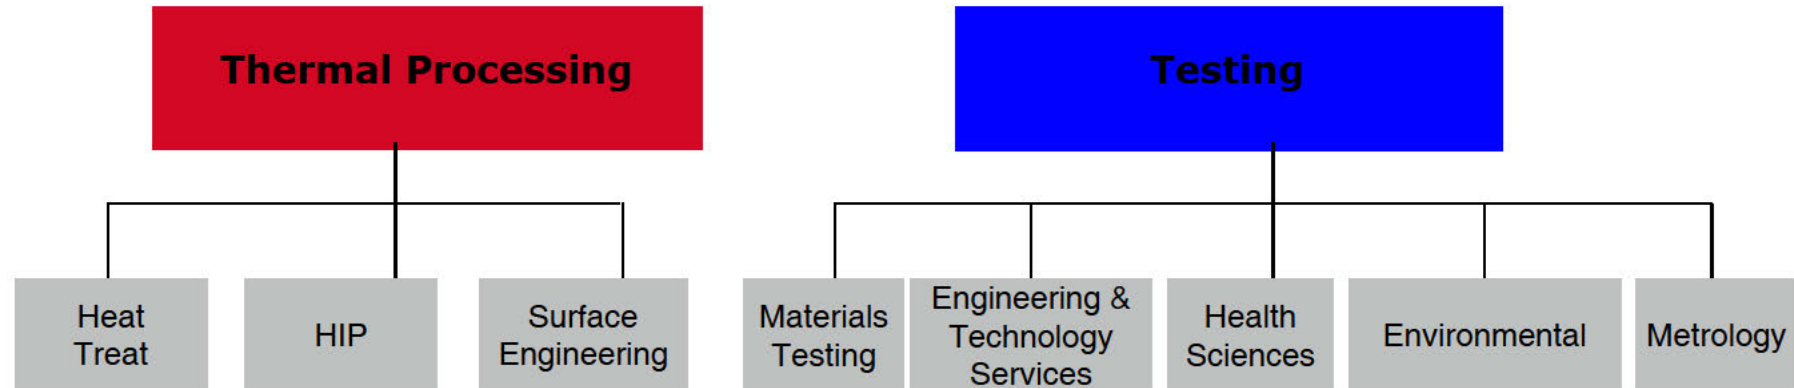 Thermal Processing
Testing
Heat
Treat
HIP
Surface
Engineering
Materials
Testing
Engineering &
Technology
Services
Health
Sciences
Environmental
Metrology